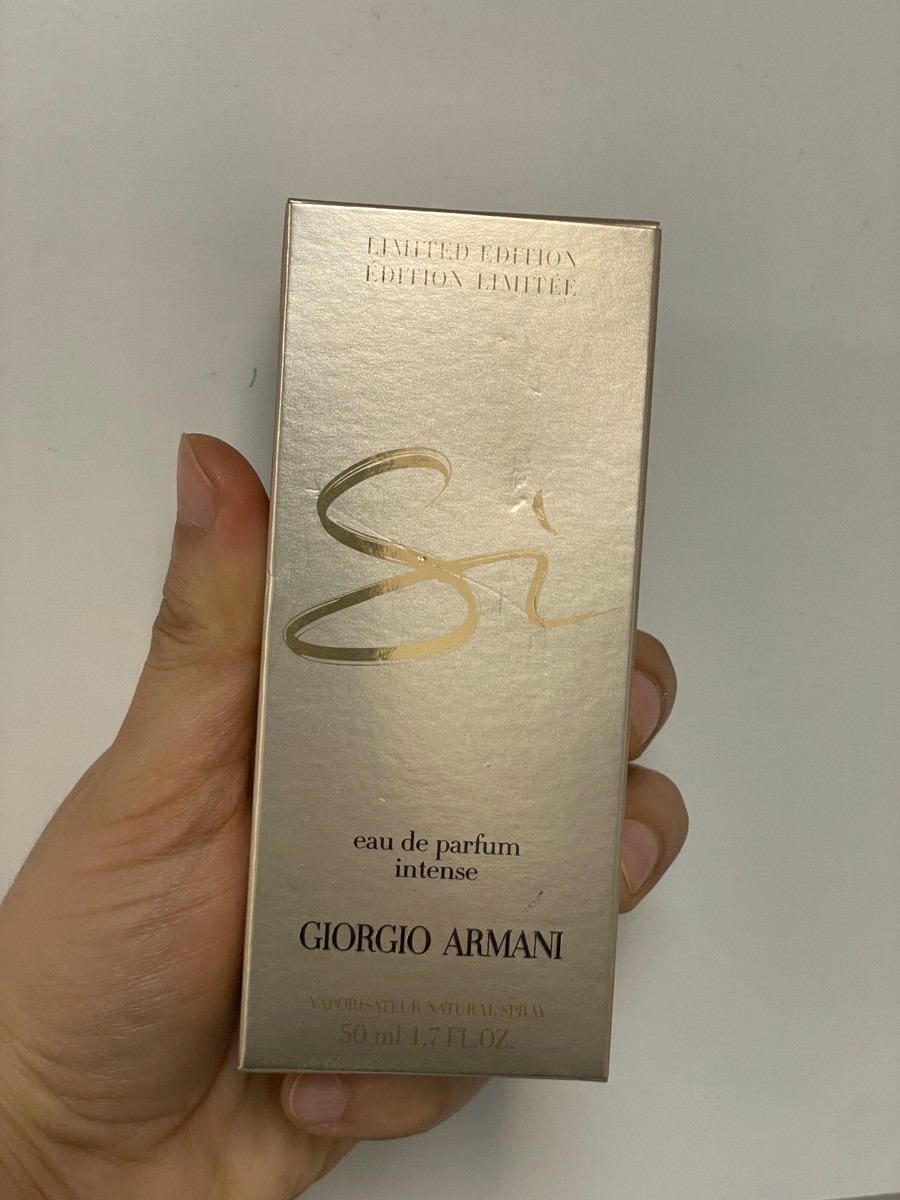 LIMITED EDITION
ÉDITION LIMITÉE
Sì
eau de parfum
intense
GIORGIO ARMANI
VAPORISATEUR NATURAL SPRAY
50 ml 1,7 FL.OZ.